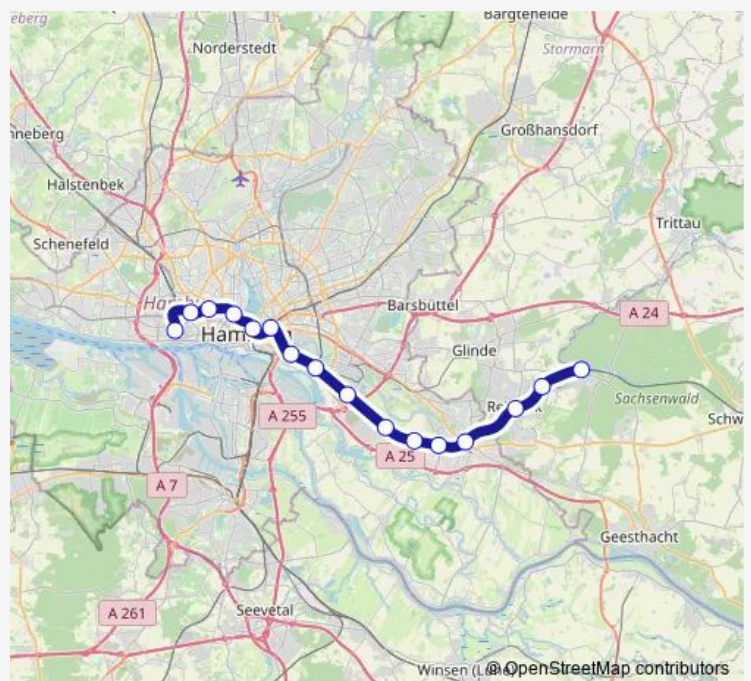 Bargteheide
Norderstedt
Stormarn
Großhansdorf
Halstenbek
Trittau
Schenefeld
Barsbüttel
A 24
Glinde
A 255
Sachsenwald
A 25
A 7
Geesthacht
A 261
Seevetal
© OpenStreetMap contributors